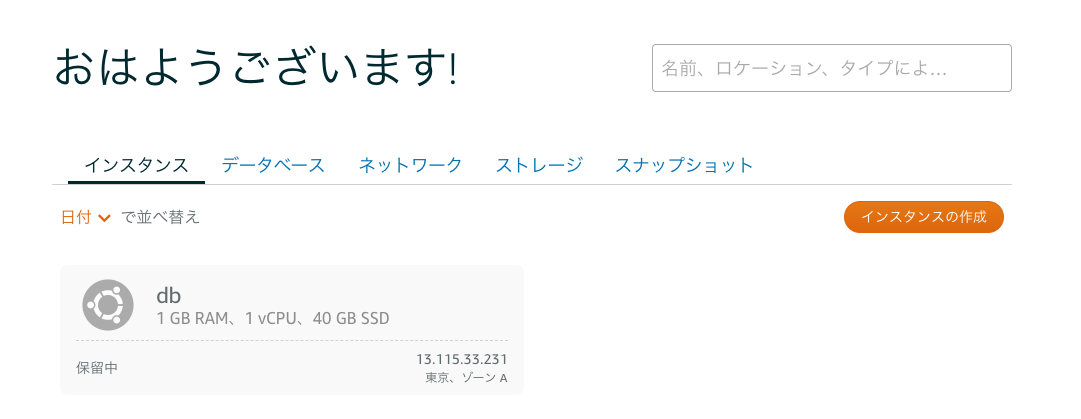 おはようございます!
名前、ロケーション、タイプによ...
インスタンス データベース ネットワーク ストレージ スナップショット
日付 で並べ替え
インスタンスの作成
db
1 GB RAM、1 vCPU、40 GB SSD
保留中
13.115.33.231
東京、ゾーン A